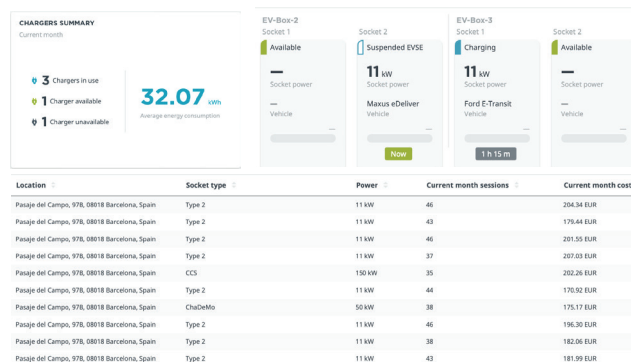 CHARGERS SUMMARY
Current month
3 Chargers in use
1 Charger available
1 Charger unavailable
32.07 kWh
Average energy consumption
EV-Box-2
Socket 1
Available
—
Socket power
—
Vehicle
—
Socket 2
Suspended EVSE
11 kW
Socket power
Maxus eDeliver
Vehicle
—
Now
EV-Box-3
Socket 1
Charging
11 kW
Socket power
Ford E-Transit
Vehicle
—
1 h 15 m
Socket 2
Available
—
Socket power
—
Vehicle
—
Location Socket type Power Current month sessions Current month cost
Pasaje del Campo, 97B, 08018 Barcelona, Spain Type 2 11 kW 46 204.34 EUR
Pasaje del Campo, 97B, 08018 Barcelona, Spain Type 2 11 kW 43 179.44 EUR
Pasaje del Campo, 97B, 08018 Barcelona, Spain Type 2 11 kW 46 201.55 EUR
Pasaje del Campo, 97B, 08018 Barcelona, Spain Type 2 11 kW 37 207.03 EUR
Pasaje del Campo, 97B, 08018 Barcelona, Spain CCS 150 kW 35 202.26 EUR
Pasaje del Campo, 97B, 08018 Barcelona, Spain Type 2 11 kW 44 170.92 EUR
Pasaje del Campo, 97B, 08018 Barcelona, Spain ChaDeMo 50 kW 38 175.17 EUR
Pasaje del Campo, 97B, 08018 Barcelona, Spain Type 2 11 kW 46 196.30 EUR
Pasaje del Campo, 97B, 08018 Barcelona, Spain Type 2 11 kW 38 182.06 EUR
Pasaje del Campo, 97B, 08018 Barcelona, Spain Type 2 11 kW 43 181.99 EUR